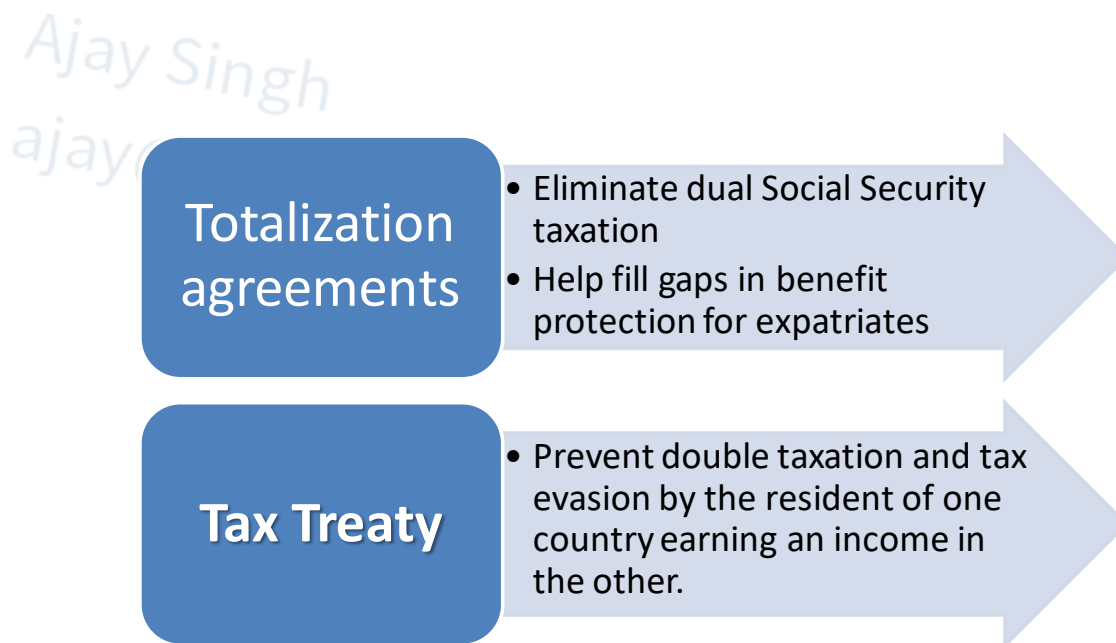 Ajay Singh
ajay@
Totalization
agreements
• Eliminate dual Social Security
taxation
• Help fill gaps in benefit
protection for expatriates
Tax Treaty
• Prevent double taxation and tax
evasion by the resident of one
country earning an income in
the other.